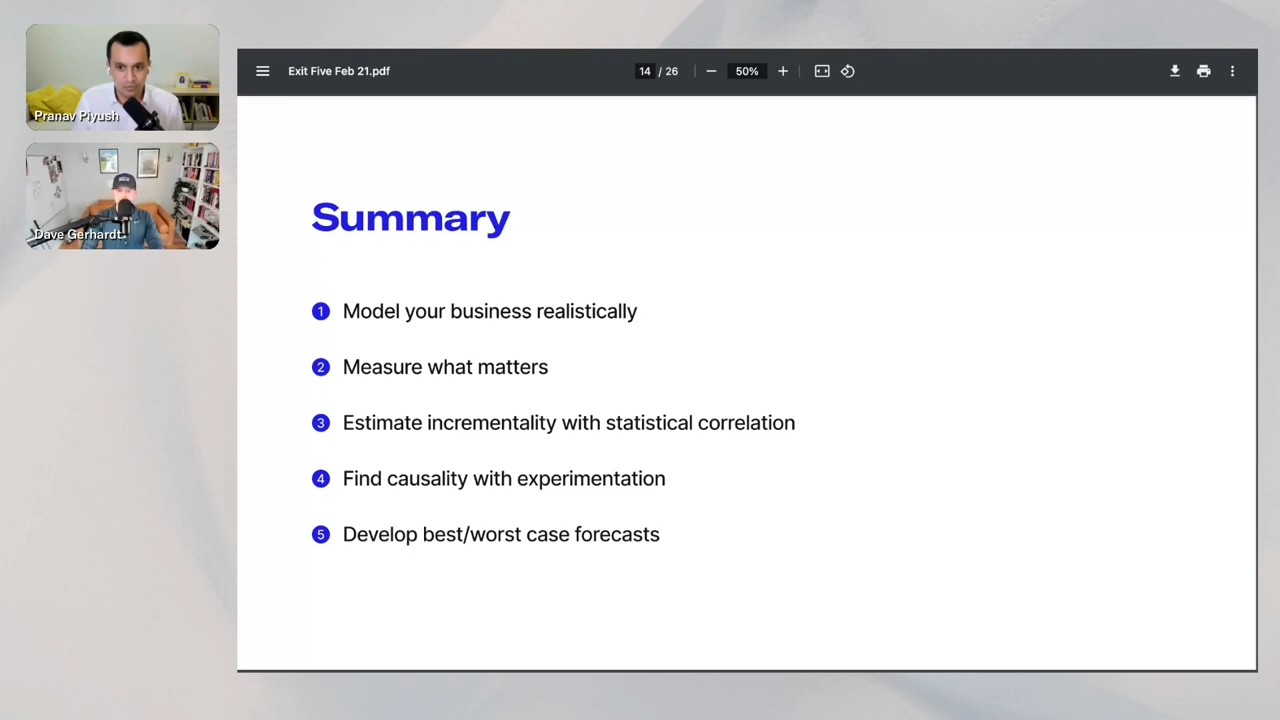 Pranav Piyush
Dave Gerhardt
Exit Five Feb 21.pdf
14 / 26
50%
Summary
1 Model your business realistically
2 Measure what matters
3 Estimate incrementality with statistical correlation
4 Find causality with experimentation
5 Develop best/worst case forecasts